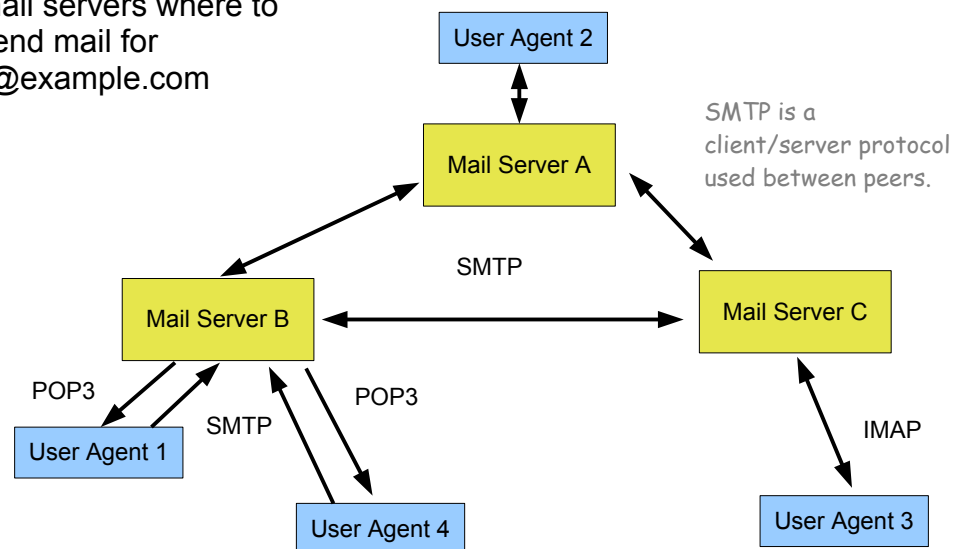 mail servers where to
end mail for
@example.com
User Agent 2
SMTP is a
client/server protocol
used between peers.
Mail Server A
SMTP
Mail Server B
Mail Server C
POP3
SMTP
POP3
IMAP
User Agent 1
User Agent 4
User Agent 3